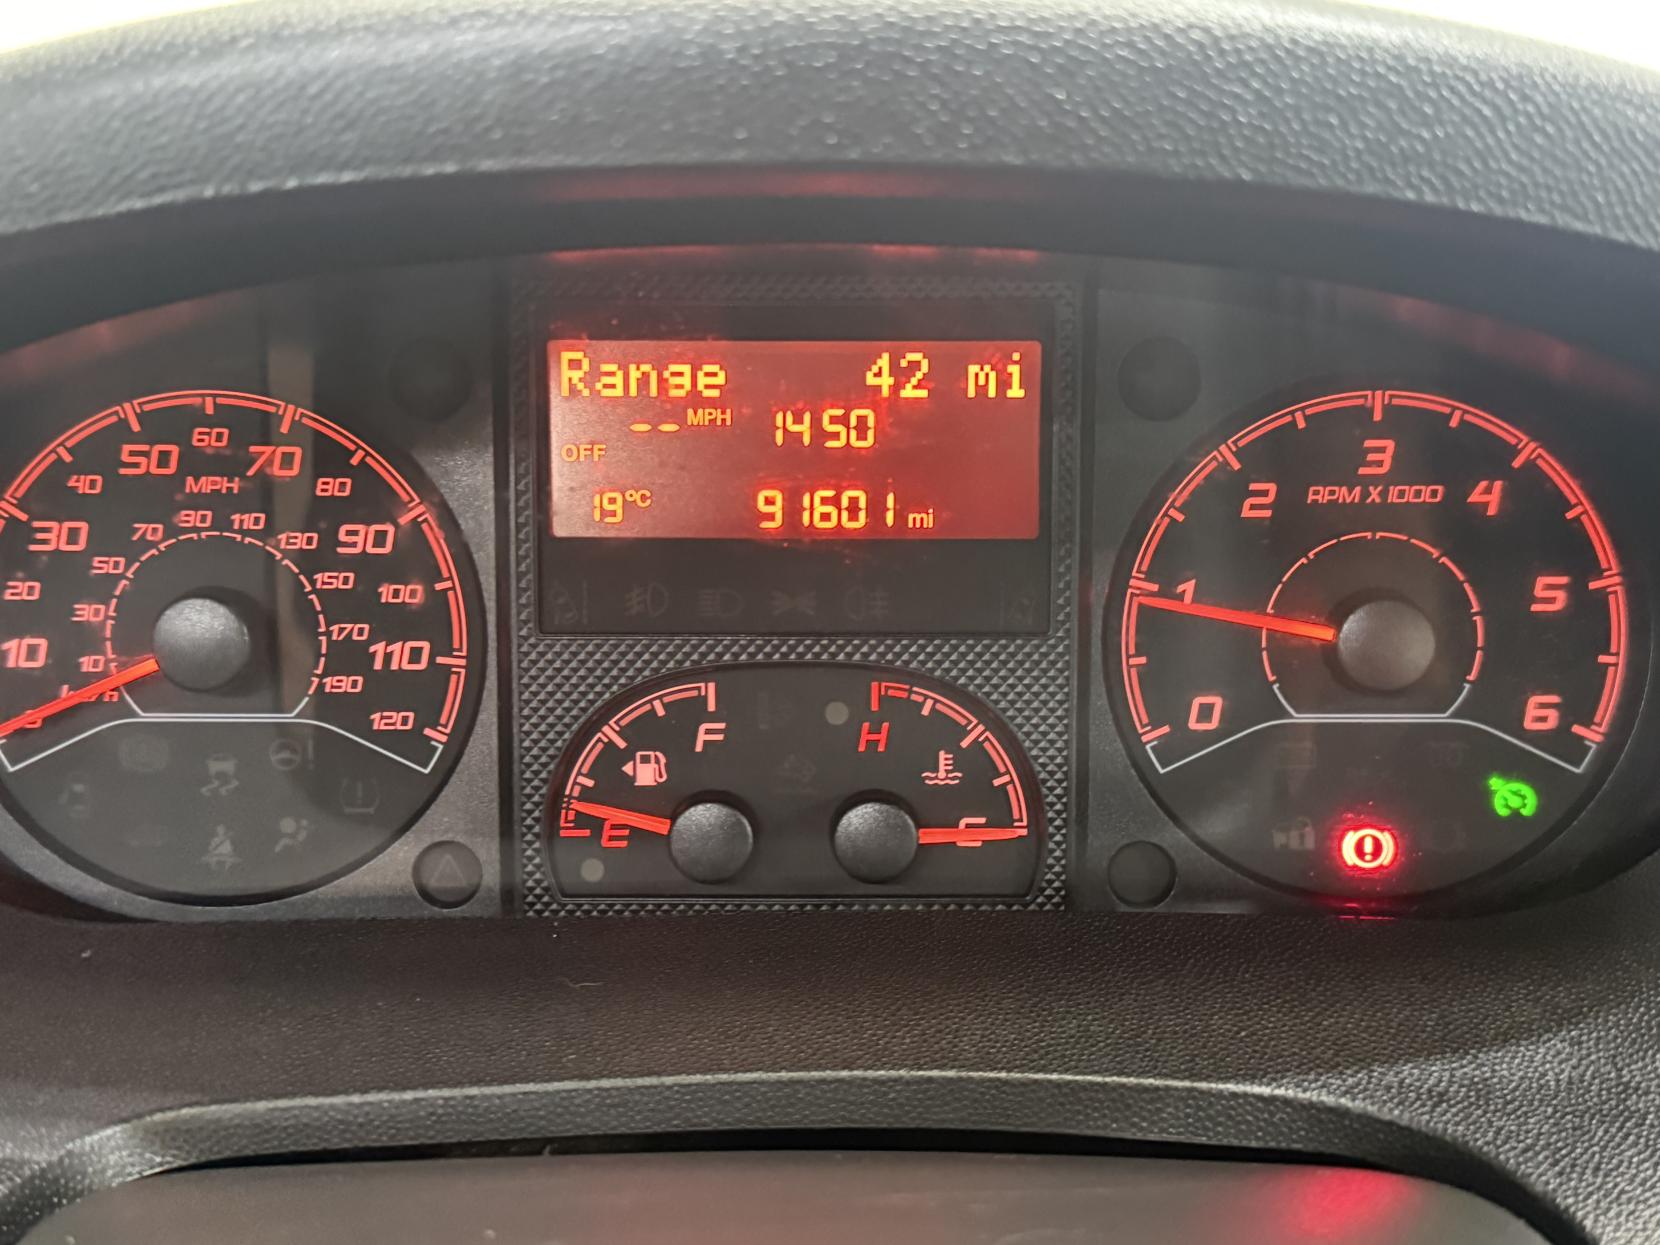 Range 42 mi
-- MPH 1450
OFF
19°C 91601 mi
10 20 30 40 50 60 70 80 90 100 110 120
MPH
10 30 50 70 90 110 130 150 170 190
km/h
0 1 2 3 4 5 6
RPM X 1000
F
E
H
C